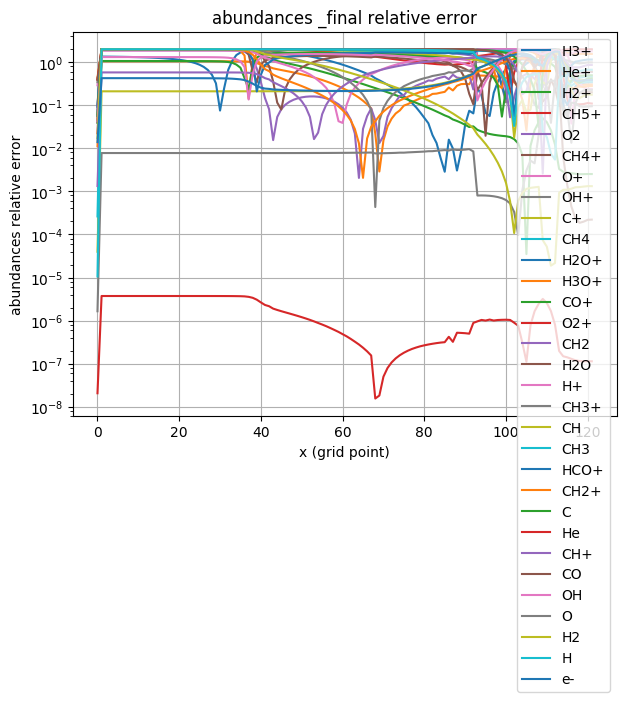 abundances _final relative error
abundances relative error
10⁰
10⁻¹
10⁻²
10⁻³
10⁻⁴
10⁻⁵
10⁻⁶
10⁻⁷
10⁻⁸
0
20
40
60
80
100
120
x (grid point)
H3+
He+
H2+
CH5+
O2
CH4+
O+
OH+
C+
CH4
H2O+
H3O+
CO+
O2+
CH2
H2O
H+
CH3+
CH
CH3
HCO+
CH2+
C
He
CH+
CO
OH
O
H2
H
e-